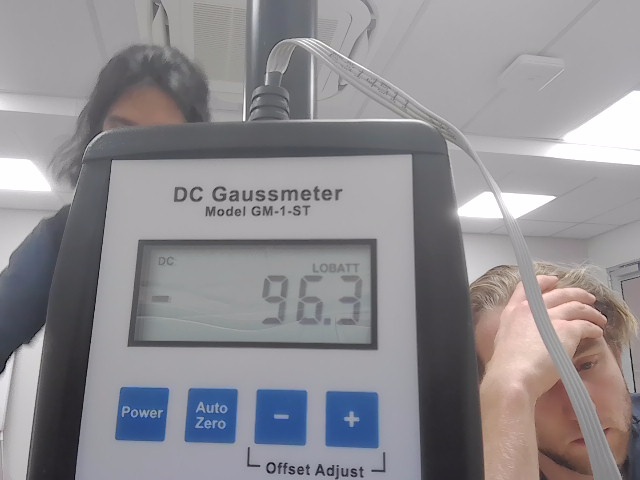 DC Gaussmeter
Model GM-1-ST
DC
LOBATT
- 96.3
Power
Auto
Zero
-
+
Offset Adjust